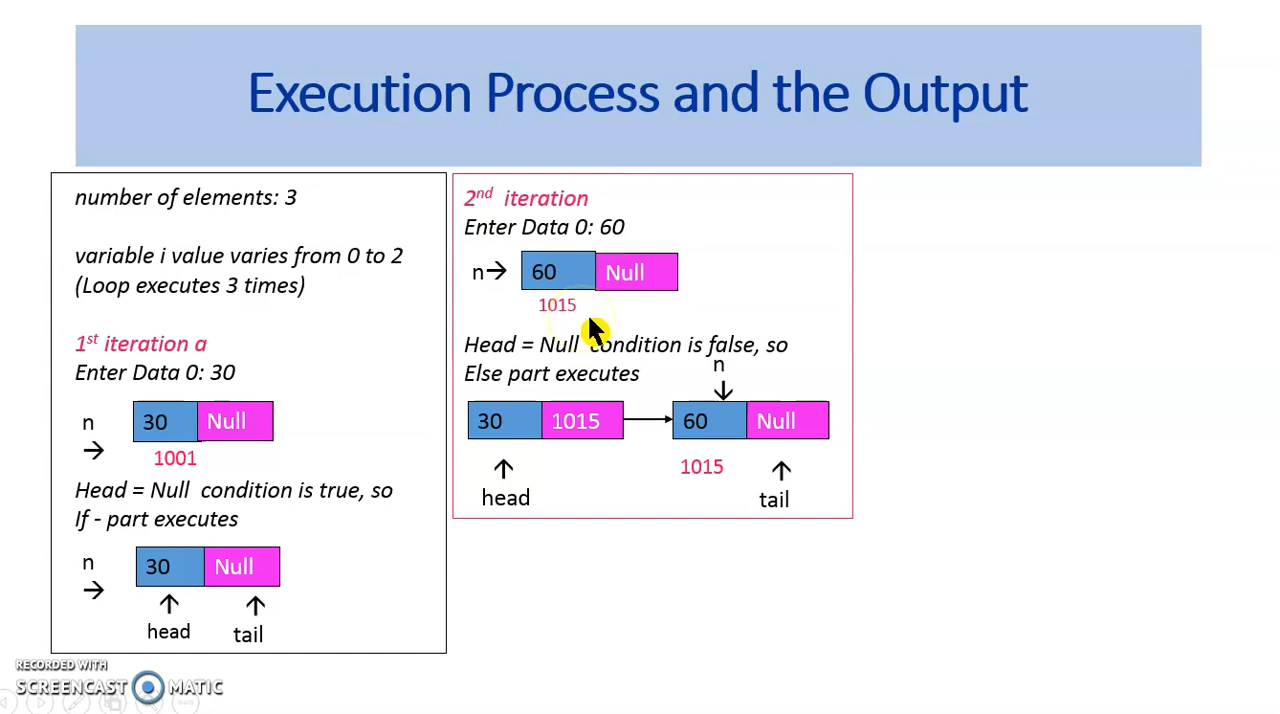 Execution Process and the Output
number of elements: 3
variable i value varies from 0 to 2
(Loop executes 3 times)
1st iteration a
Enter Data 0: 30
n → 30 Null
1001
Head = Null condition is true, so
If - part executes
n → 30 Null
↑ ↑
head tail
2nd iteration
Enter Data 0: 60
n→ 60 Null
1015
Head = Null condition is false, so
Else part executes
n
↓
30 1015 → 60 Null
↑ 1015 ↑
head tail
RECORDED WITH
SCREENCAST MATIC